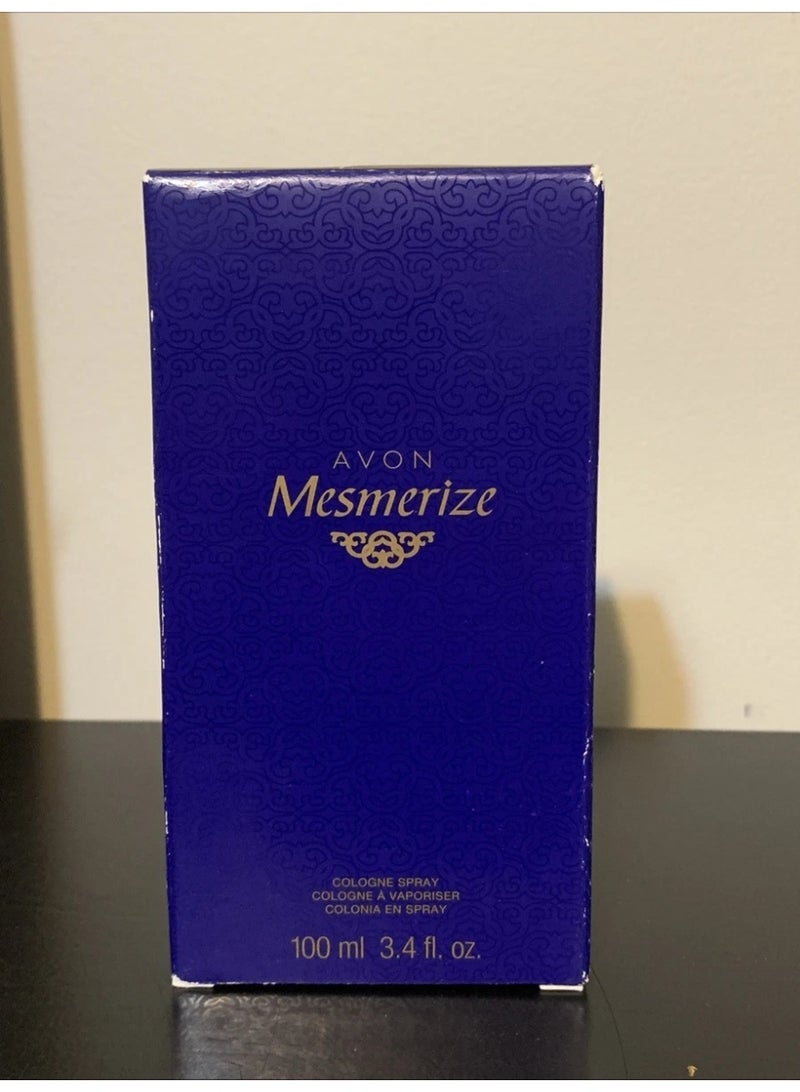 AVON
Mesmerize
COLOGNE SPRAY
COLOGNE À VAPORISER
COLONIA EN SPRAY
100 ml 3.4 fl. oz.